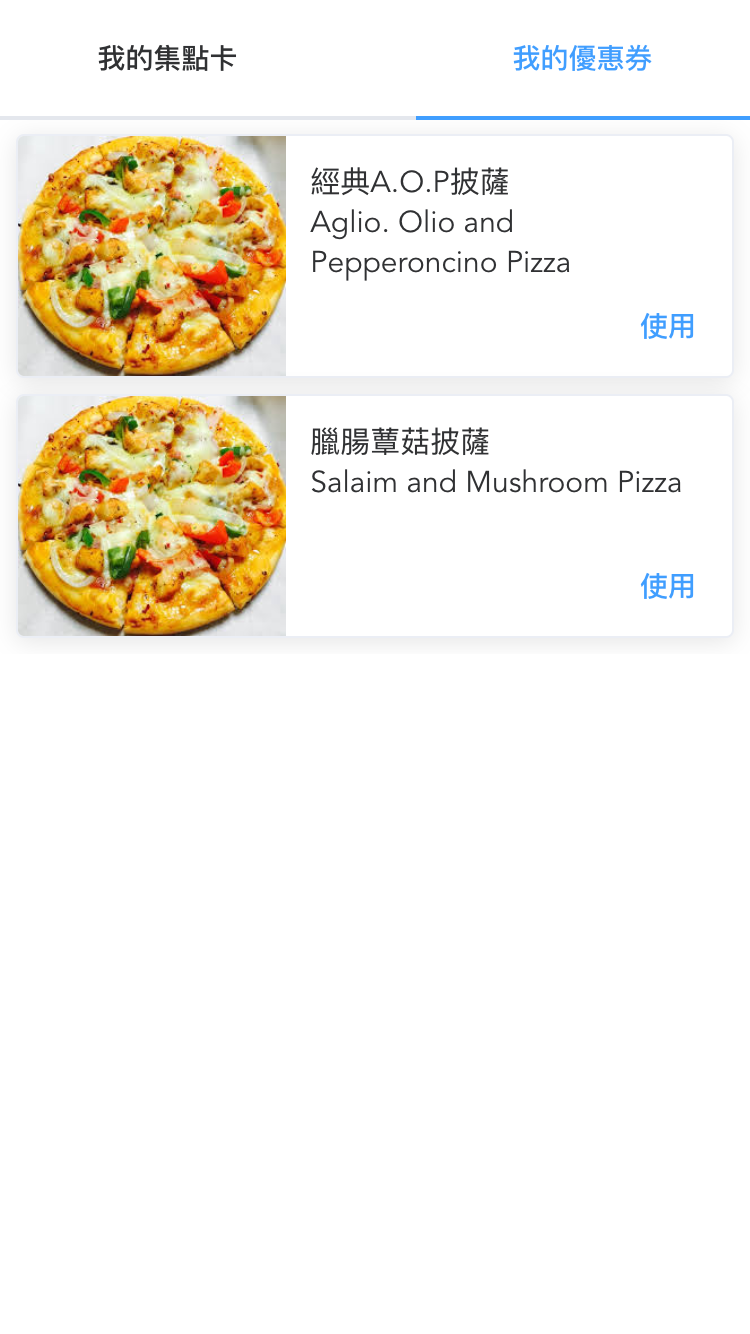 我的集點卡
我的優惠券
經典A.O.P披薩
Aglio. Olio and
Pepperoncino Pizza
使用
臘腸蕈菇披薩
Salaim and Mushroom Pizza
使用